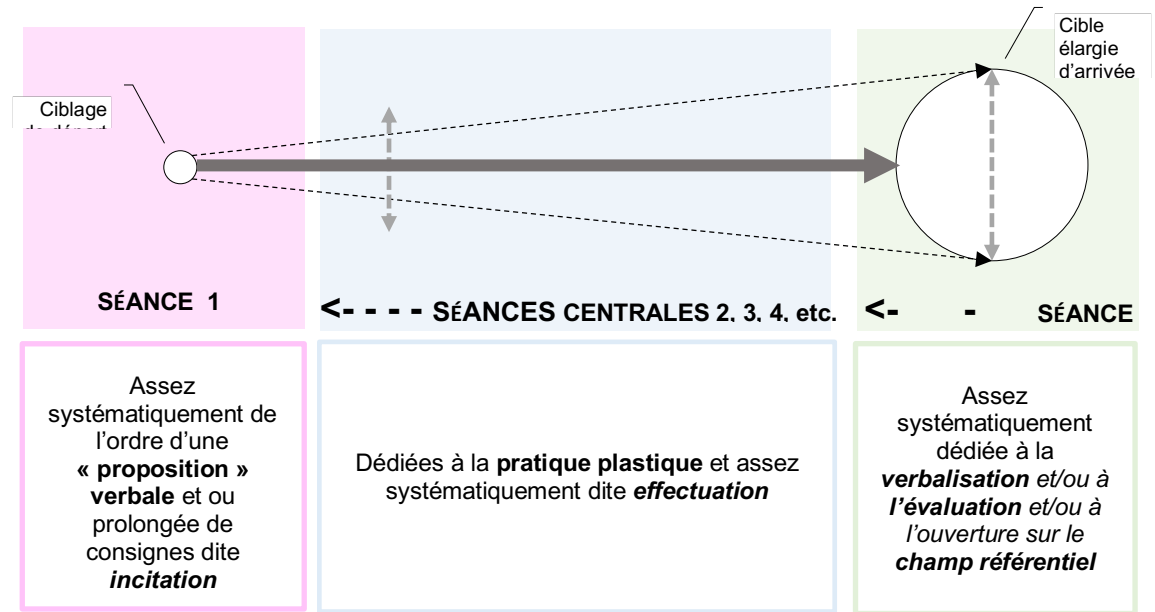 Cible
élargie
d’arrivée
Ciblage
SÉANCE 1
<- - - - SÉANCES CENTRALES 2, 3, 4, etc.
<- - SÉANCE
Assez
systématiquement de
l’ordre d’une
« proposition »
verbale et ou
prolongée de
consignes dite
incitation
Dédiées à la pratique plastique et assez
systématiquement dite effectuation
Assez
systématiquement
dédiée à la
verbalisation et/ou à
l’évaluation et/ou à
l’ouverture sur le
champ référentiel